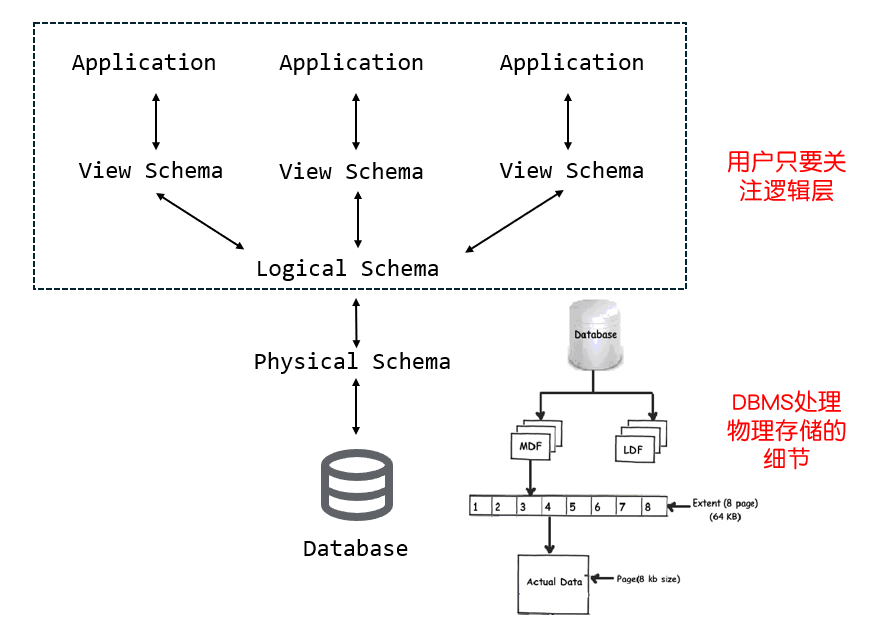 Application Application Application
View Schema View Schema View Schema
用户只要关
注逻辑层
Logical Schema
Physical Schema
Database
Database
MDF LDF
DBMS处理
物理存储的
细节
1 2 3 4 5 6 7 8
Extent (8 page)
(64 KB)
Actual Data
Page(8 kb size)